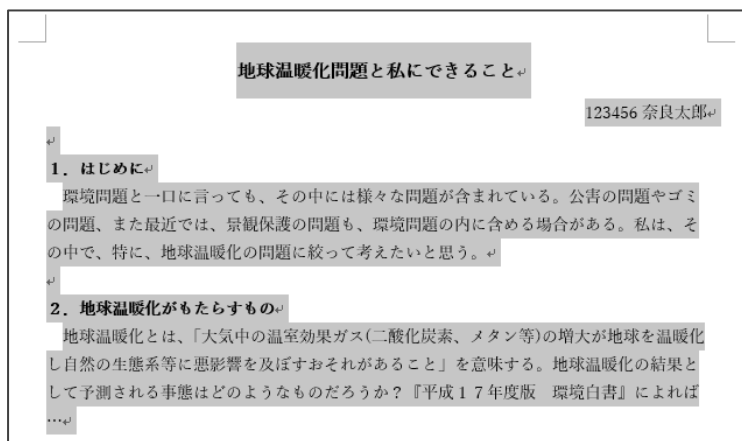 地球温暖化問題と私にできること↵
123456 奈良太郎↵
↵
１．はじめに↵
　環境問題と一口に言っても、その中には様々な問題が含まれている。公害の問題やゴミ
の問題、また最近では、景観保護の問題も、環境問題の内に含める場合がある。私は、そ
の中で、特に、地球温暖化の問題に絞って考えたいと思う。↵
↵
２．地球温暖化がもたらすもの↵
　地球温暖化とは、「大気中の温室効果ガス(二酸化炭素、メタン等)の増大が地球を温暖化
し自然の生態系等に悪影響を及ぼすおそれがあること」を意味する。地球温暖化の結果と
して予測される事態はどのようなものだろうか？『平成１７年度版　環境白書』によれば
…↵